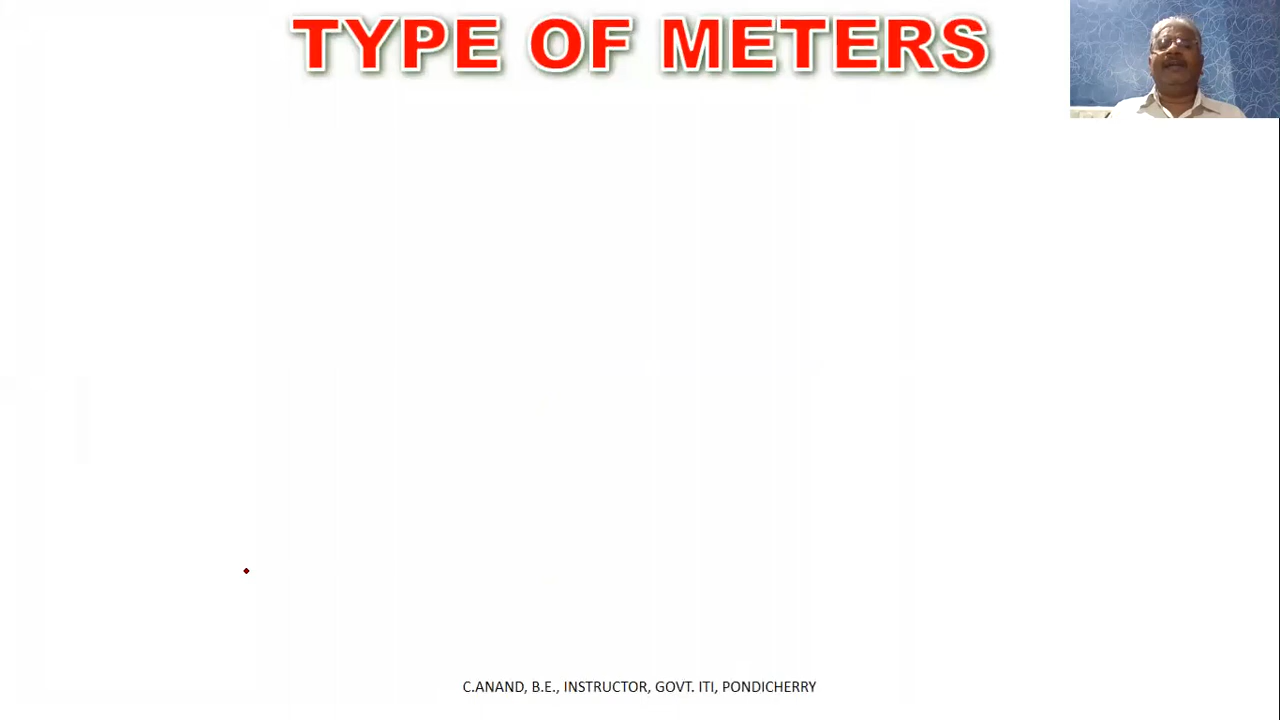 TYPE OF METERS
C.ANAND, B.E., INSTRUCTOR, GOVT. ITI, PONDICHERRY